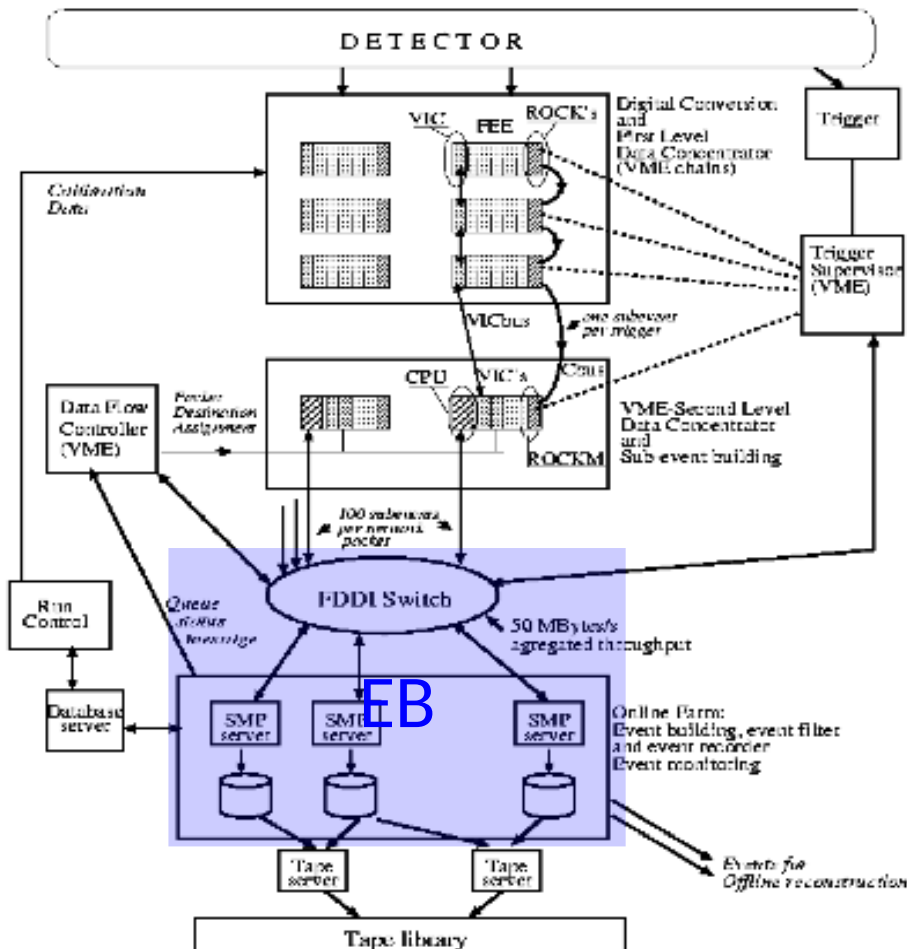 DETECTOR
VIC
FEE
ROCK's
Digital Conversion
and
First Level
Data Concentrator
(VME chains)
Trigger
Calibration
Data
Trigger
Supervisor
(VME)
VICbus
one subevent
per trigger
CPU
VIC's
Cbus
Data Flow
Controller
(VME)
Packet
Destination
Assignment
VME-Second Level
Data Concentrator
and
Sub-event building
ROCKM
100 subevents
per network
packet
FDDI Switch
Queue
status
message
50 MBytes/s
agregated throughput
Run
Control
EB
Database
server
SMP
server
SMP
server
SMP
server
Online Farm:
Event building, event filter
and event recorder
Event monitoring
Tape
server
Tape
server
Events for
Offline reconstruction
Tape library